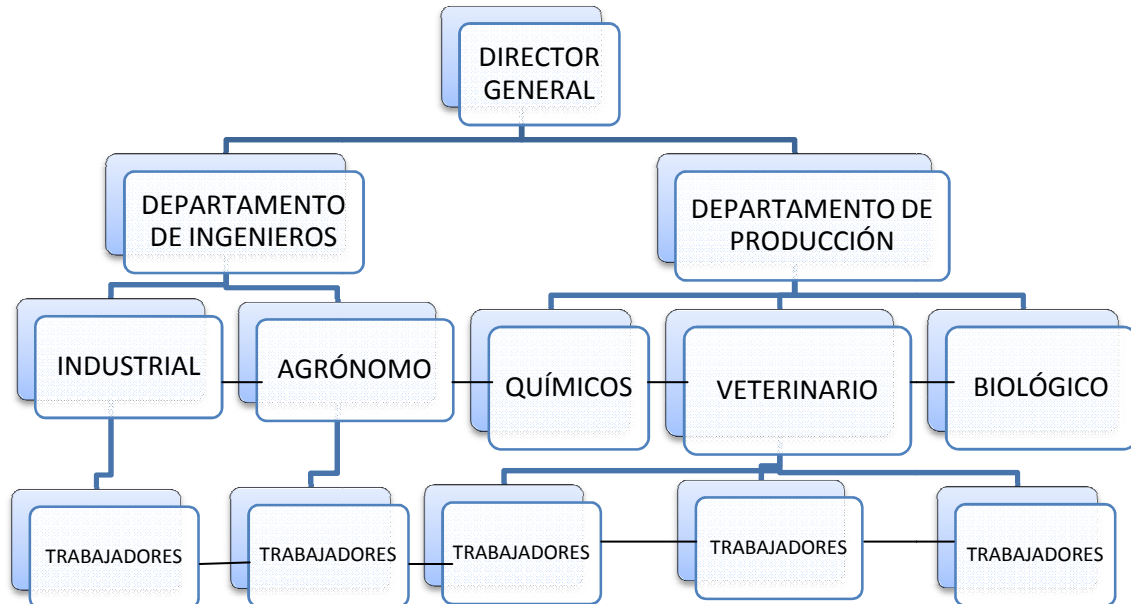 DIRECTOR
GENERAL
DEPARTAMENTO
DE INGENIEROS
DEPARTAMENTO DE
PRODUCCIÓN
INDUSTRIAL
AGRÓNOMO
QUÍMICOS
VETERINARIO
BIOLÓGICO
TRABAJADORES
TRABAJADORES
TRABAJADORES
TRABAJADORES
TRABAJADORES